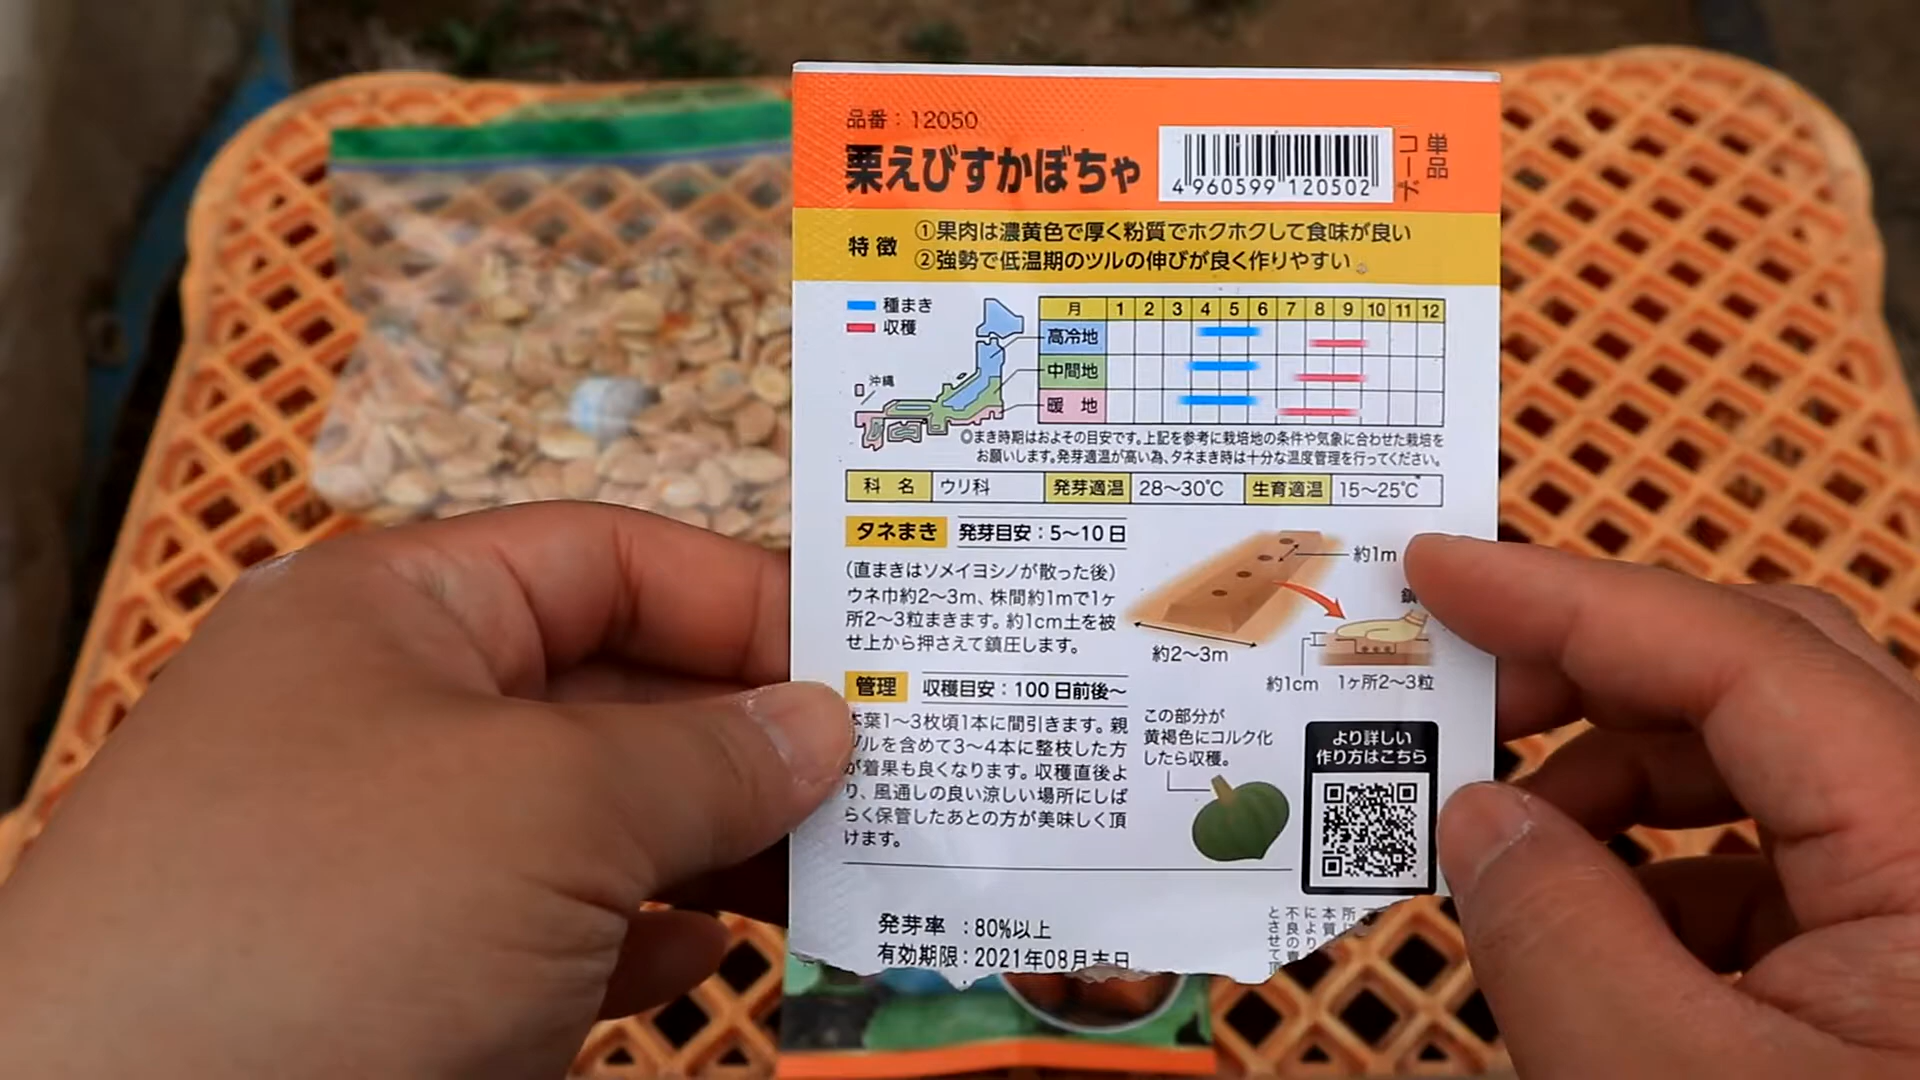 品番：12050
栗えびすかぼちゃ
4 960599 120502
単品
コード
特徴
①果肉は濃黄色で厚く粉質でホクホクして食味が良い
②強勢で低温期のツルの伸びが良く作りやすい。
種まき
収穫
沖縄
月 1 2 3 4 5 6 7 8 9 10 11 12
高冷地
中間地
暖 地
◎まき時期はおよその目安です。上記を参考に栽培地の条件や気象に合わせた栽培を
お願いします。発芽適温が高い為、タネまき時は十分な温度管理を行ってください。
科 名 ウリ科 発芽適温 28～30℃ 生育適温 15～25℃
タネまき 発芽目安：5～10日
(直まきはソメイヨシノが散った後)
ウネ巾約2～3m、株間約1mで1ヶ
所2～3粒まきます。約1cm土を被
せ上から押さえて鎮圧します。
約1m
鎮
約2～3m
約1cm
1ヶ所2～3粒
管理 収穫目安：100日前後～
本葉1～3枚頃1本に間引きます。親
ヅルを含めて3～4本に整枝した方
が着果も良くなります。収穫直後よ
り、風通しの良い涼しい場所にしば
らく保管したあとの方が美味しく頂
けます。
この部分が
黄褐色にコルク化
したら収穫。
より詳しい
作り方はこちら
発芽率 ：80%以上
有効期限：2021年08月末日